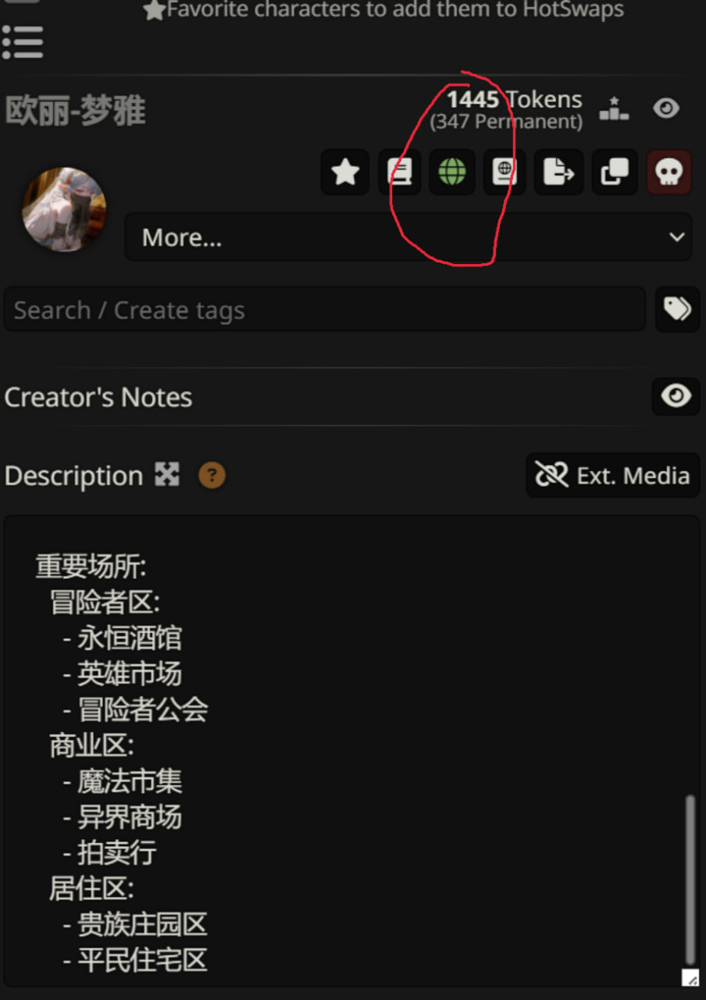 Favorite characters to add them to HotSwaps
欧丽-梦雅
1445 Tokens
(347 Permanent)
More...
Search / Create tags
Creator's Notes
Description ?
Ext. Media
重要场所:
冒险者区:
- 永恒酒馆
- 英雄市场
- 冒险者公会
商业区:
- 魔法市集
- 异界商场
- 拍卖行
居住区:
- 贵族庄园区
- 平民住宅区